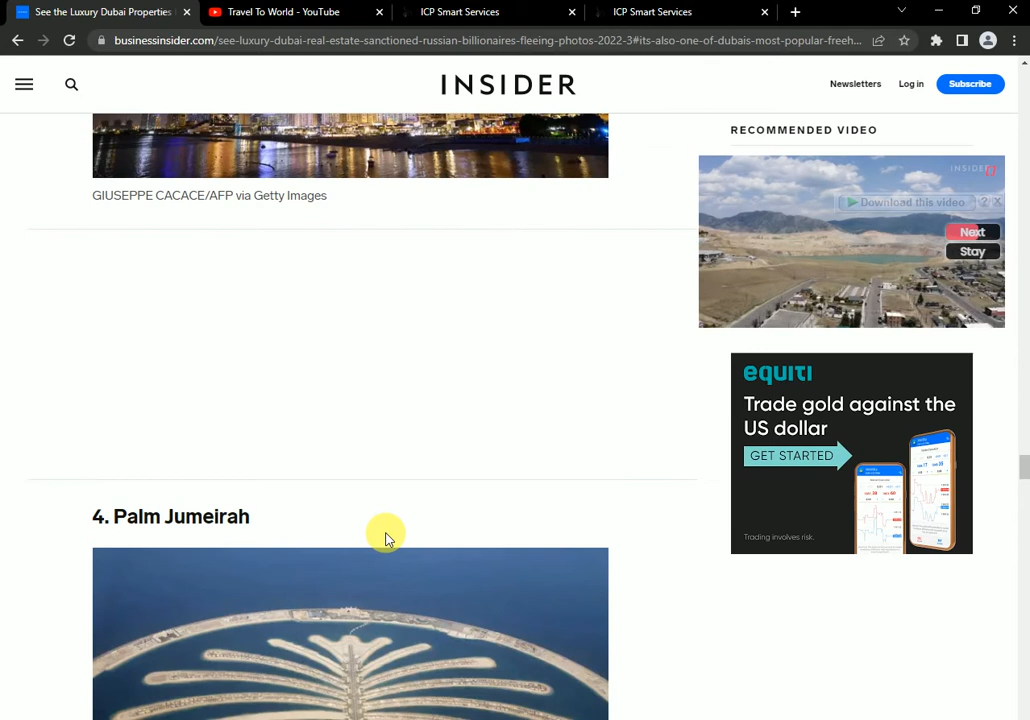 See the Luxury Dubai Properties
Travel To World - YouTube
ICP Smart Services
ICP Smart Services
businessinsider.com/see-luxury-dubai-real-estate-sanctioned-russian-billionaires-fleeing-photos-2022-3#its-also-one-of-dubais-most-popular-freeh...
INSIDER
Newsletters
Log in
Subscribe
RECOMMENDED VIDEO
INSIDER
Download this video
?
Next
Stay
GIUSEPPE CACACE/AFP via Getty Images
equiti
Trade gold against the
US dollar
GET STARTED
Trading involves risk.
4. Palm Jumeirah